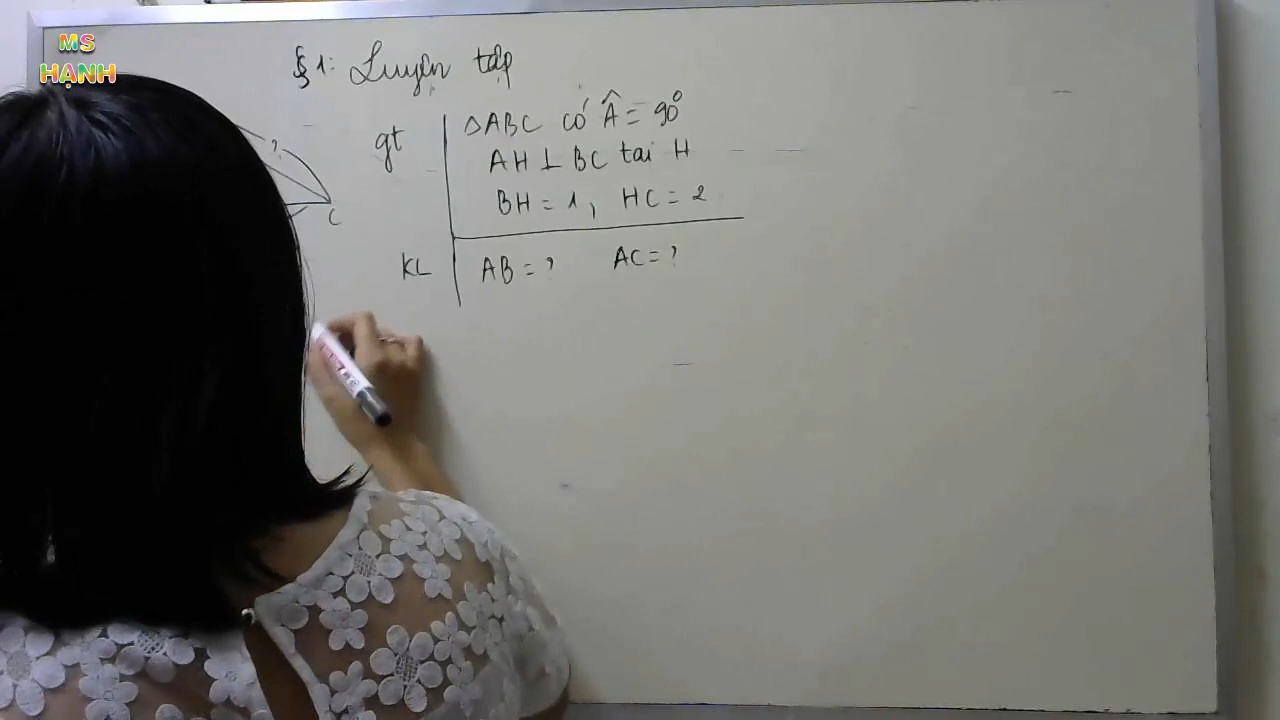 MS
HẠNH
§1: Luyện tập
gt
△ABC có Â = 90°
AH ⊥ BC tại H
BH = 1, HC = 2
?
C
KL
AB = ? AC = ?